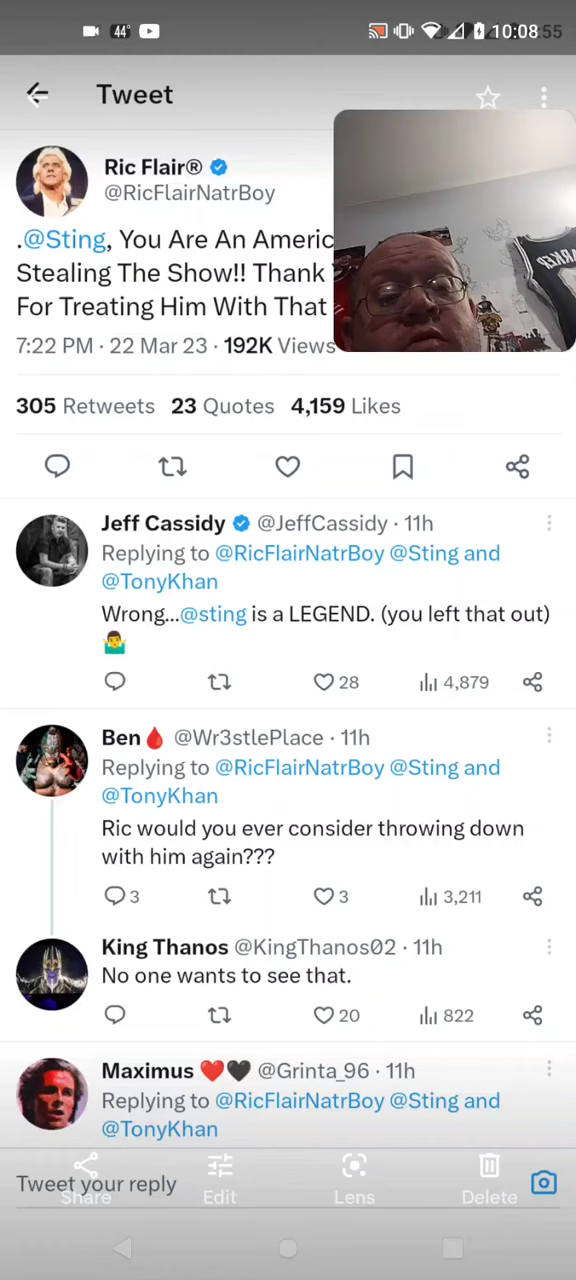 44°
10:08
Tweet
Ric Flair®
@RicFlairNatrBoy
.@Sting, You Are An Americ
Stealing The Show!! Thank
For Treating Him With That
7:22 PM · 22 Mar 23 · 192K Views
305 Retweets 23 Quotes 4,159 Likes
Jeff Cassidy @JeffCassidy · 11h
Replying to @RicFlairNatrBoy @Sting and
@TonyKhan
Wrong...@sting is a LEGEND. (you left that out)
🤷‍♂️
28 4,879
Ben🩸 @Wr3stlePlace · 11h
Replying to @RicFlairNatrBoy @Sting and
@TonyKhan
Ric would you ever consider throwing down
with him again???
3 3 3,211
King Thanos @KingThanos02 · 11h
No one wants to see that.
20 822
Maximus ❤️🖤 @Grinta_96 · 11h
Replying to @RicFlairNatrBoy @Sting and
@TonyKhan
Tweet your reply
Share Edit Lens Delete